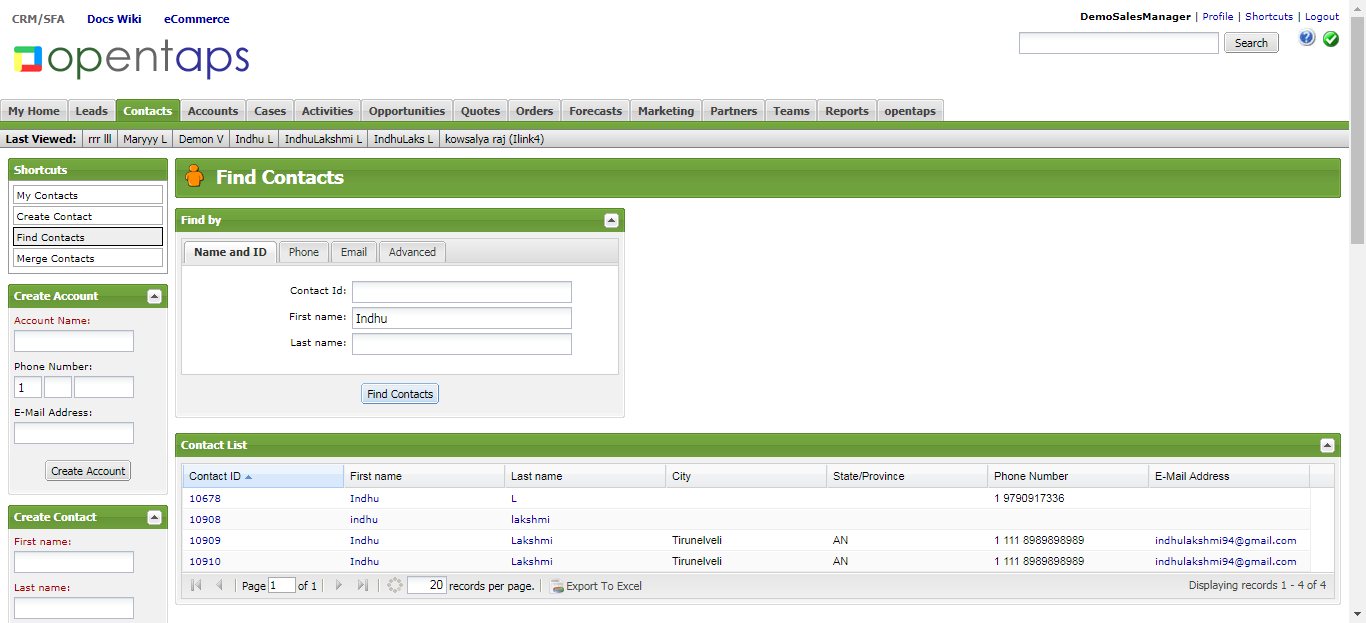 CRM/SFA Docs Wiki eCommerce
DemoSalesManager | Profile | Shortcuts | Logout
opentaps
Search
My Home Leads Contacts Accounts Cases Activities Opportunities Quotes Orders Forecasts Marketing Partners Teams Reports opentaps
Last Viewed: rrr lll Maryyy L Demon V Indhu L IndhuLakshmi L IndhuLaks L kowsalya raj (Ilink4)
Shortcuts
My Contacts
Create Contact
Find Contacts
Merge Contacts
Create Account
Account Name:
Phone Number:
1
E-Mail Address:
Create Account
Create Contact
First name:
Last name:
Find Contacts
Find by
Name and ID Phone Email Advanced
Contact Id:
First name: Indhu
Last name:
Find Contacts
Contact List
Contact ID First name Last name City State/Province Phone Number E-Mail Address
10678 Indhu L 1 9790917336
10908 indhu lakshmi
10909 Indhu Lakshmi Tirunelveli AN 1 111 8989898989 indhulakshmi94@gmail.com
10910 Indhu Lakshmi Tirunelveli AN 1 111 8989898989 indhulakshmi94@gmail.com
Page 1 of 1 20 records per page. Export To Excel Displaying records 1 - 4 of 4